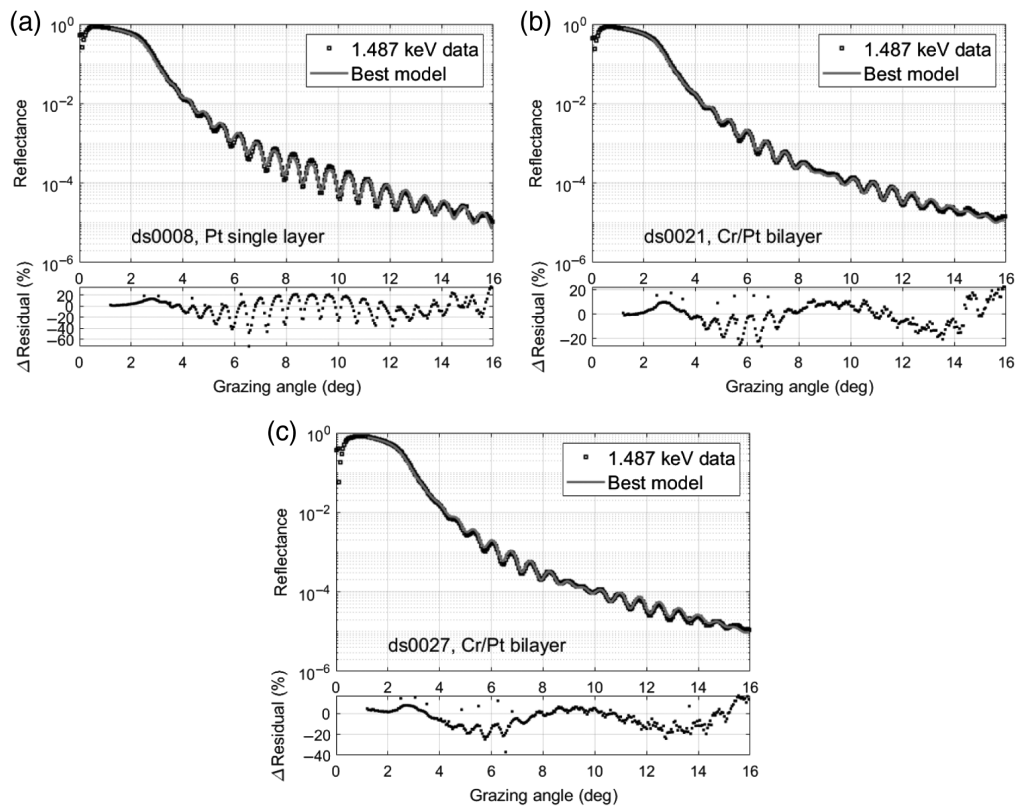 (a)
10⁰
10⁻²
10⁻⁴
10⁻⁶
Reflectance
1.487 keV data
Best model
ds0008, Pt single layer
0 2 4 6 8 10 12 14 16
20
0
−20
−40
−60
Δ Residual (%)
0 2 4 6 8 10 12 14 16
Grazing angle (deg)
(b)
10⁰
10⁻²
10⁻⁴
10⁻⁶
Reflectance
1.487 keV data
Best model
ds0021, Cr/Pt bilayer
0 2 4 6 8 10 12 14 16
20
0
−20
Δ Residual (%)
0 2 4 6 8 10 12 14 16
Grazing angle (deg)
(c)
10⁰
10⁻²
10⁻⁴
10⁻⁶
Reflectance
1.487 keV data
Best model
ds0027, Cr/Pt bilayer
0 2 4 6 8 10 12 14 16
0
−20
−40
Δ Residual (%)
0 2 4 6 8 10 12 14 16
Grazing angle (deg)